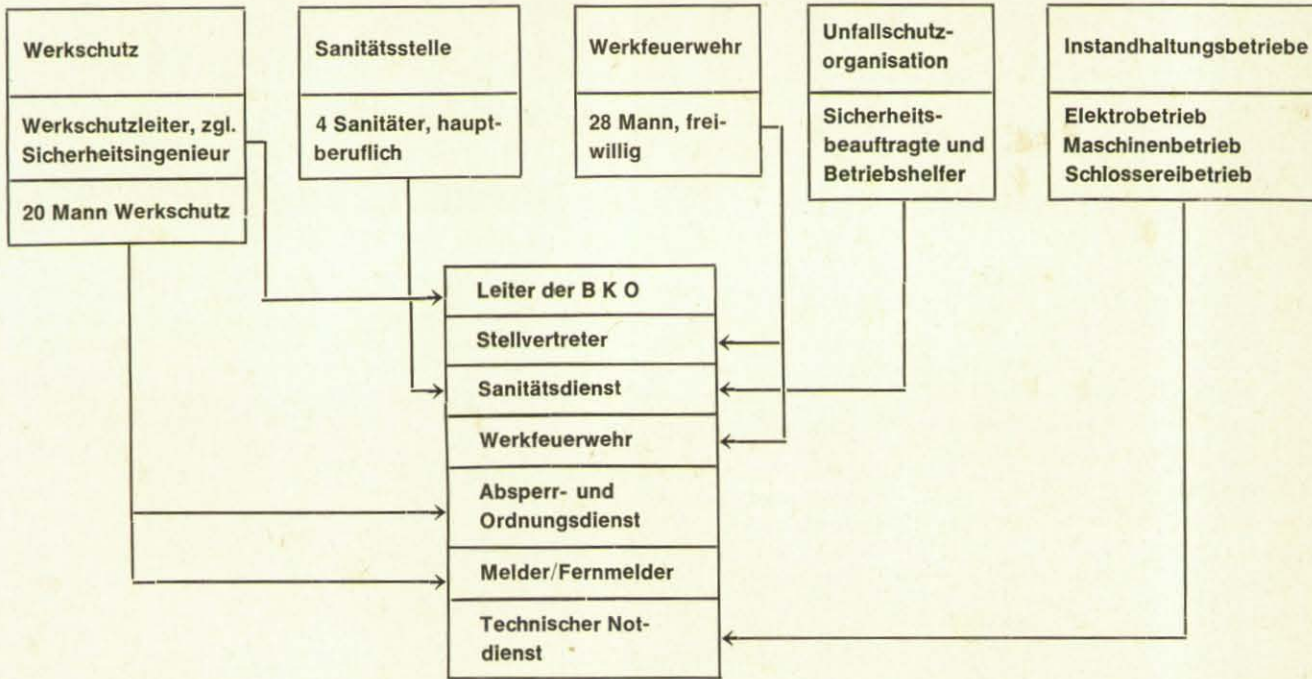 Werkschutz
Werkschutzleiter, zgl.
Sicherheitsingenieur
20 Mann Werkschutz
Sanitätsstelle
4 Sanitäter, haupt-
beruflich
Werkfeuerwehr
28 Mann, frei-
willig
Unfallschutz-
organisation
Sicherheits-
beauftragte und
Betriebshelfer
Instandhaltungsbetriebe
Elektrobetrieb
Maschinenbetrieb
Schlossereibetrieb
Leiter der B K O
Stellvertreter
Sanitätsdienst
Werkfeuerwehr
Absperr- und
Ordnungsdienst
Melder/Fernmelder
Technischer Not-
dienst